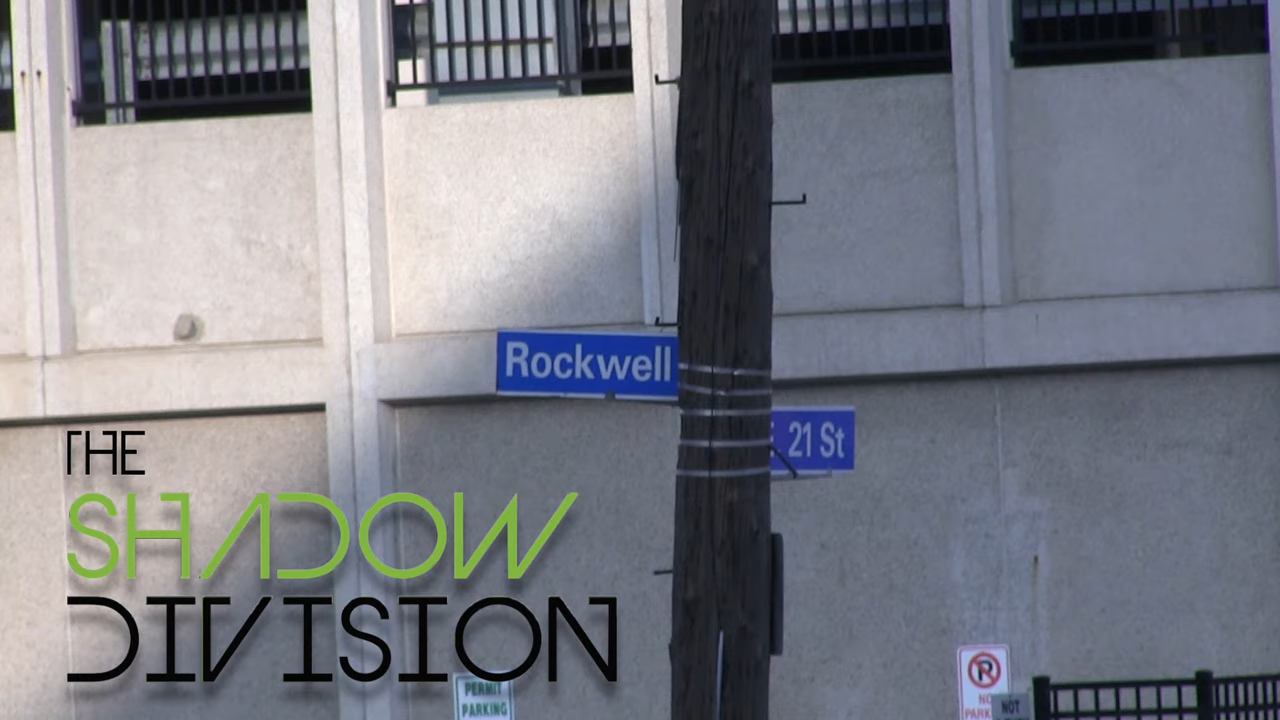 Rockwell
21 St
THE
SHADOW
DIVISION
PERMIT
PARKING
NO
PARK
NOT